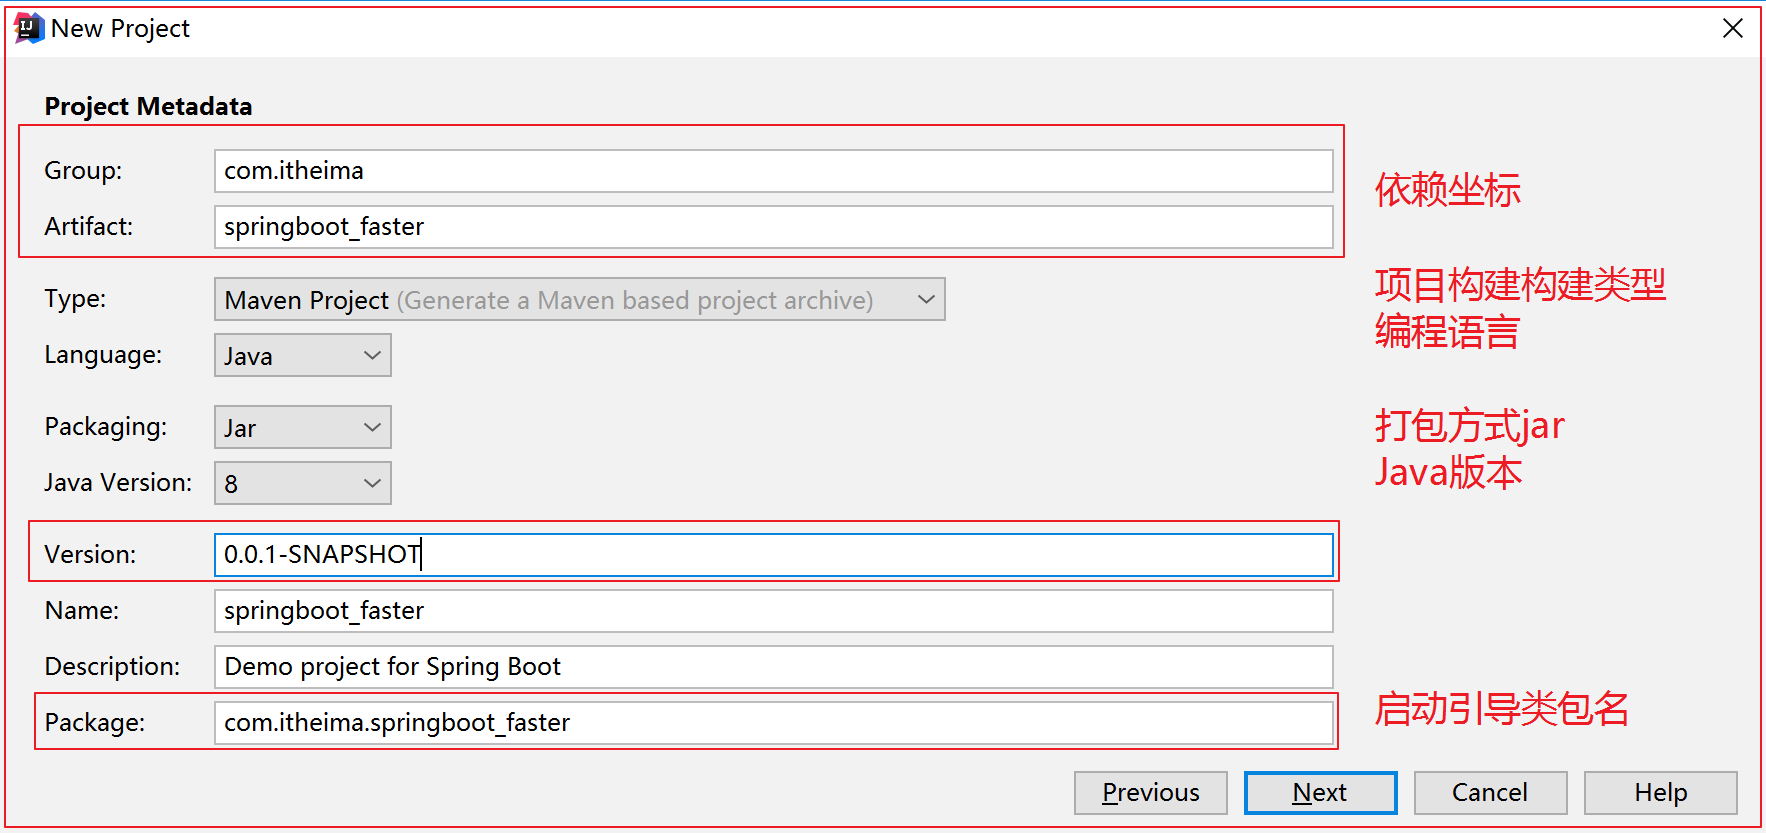 New Project
Project Metadata
Group: com.itheima
依赖坐标
Artifact: springboot_faster
Type: Maven Project (Generate a Maven based project archive)
项目构建构建类型
编程语言
Language: Java
Packaging: Jar
打包方式jar
Java版本
Java Version: 8
Version: 0.0.1-SNAPSHOT
Name: springboot_faster
Description: Demo project for Spring Boot
Package: com.itheima.springboot_faster
启动引导类包名
Previous Next Cancel Help